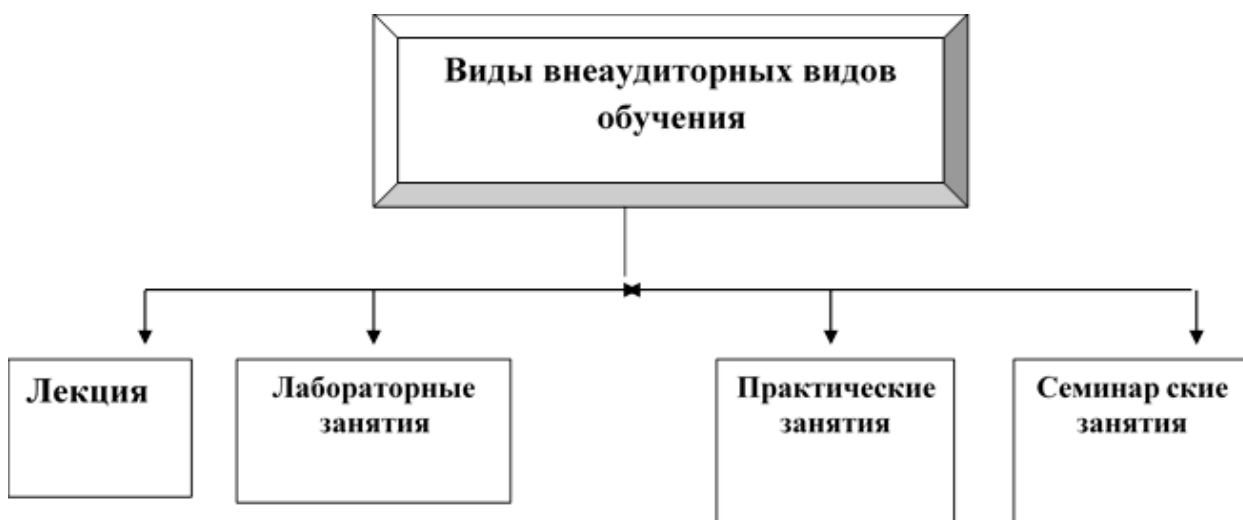 Виды внеаудиторных видов
обучения
Лекция
Лабораторные
занятия
Практические
занятия
Семинар ские
занятия